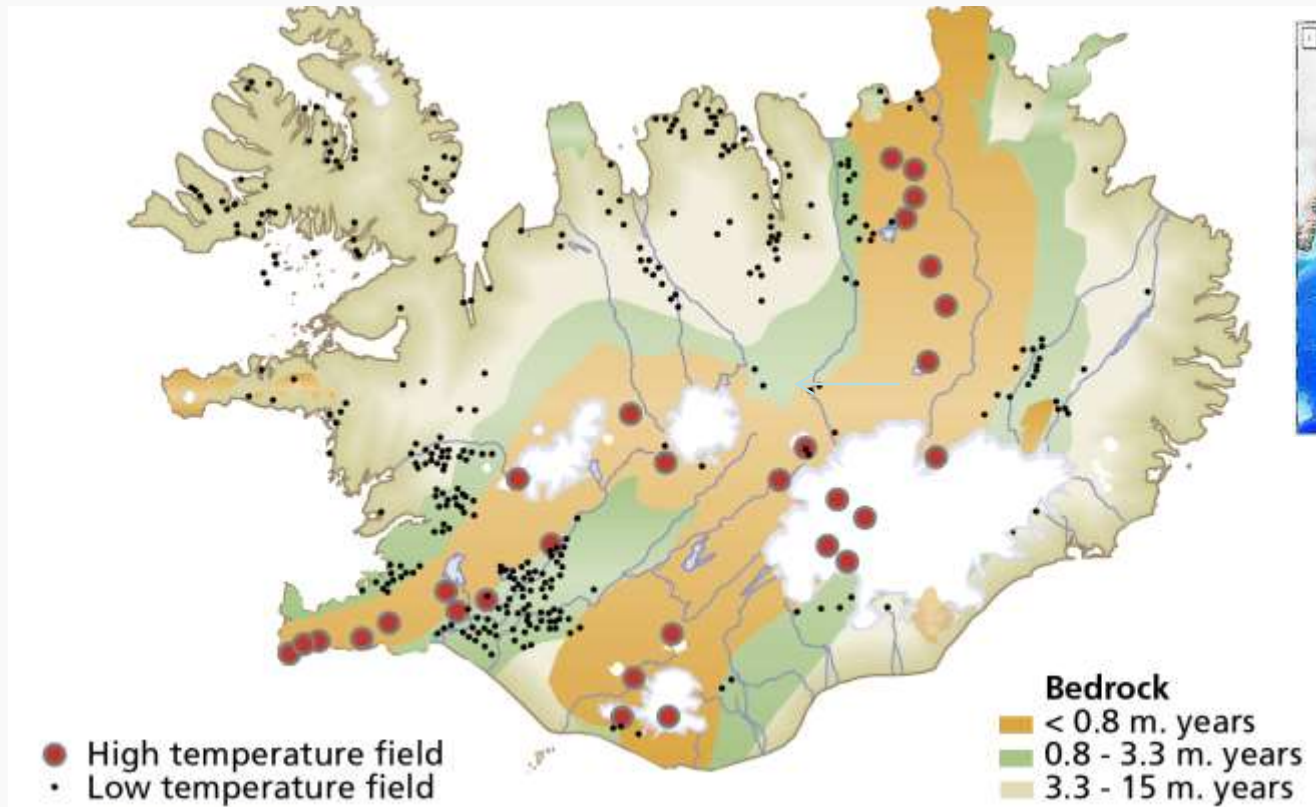 High temperature field
Low temperature field
Bedrock
< 0.8 m. years
0.8 - 3.3 m. years
3.3 - 15 m. years